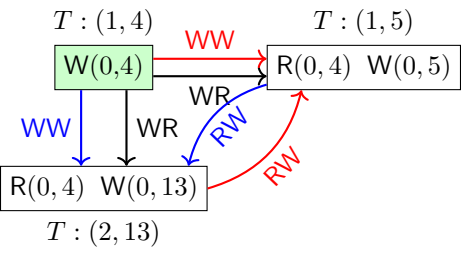 T : (1, 4)
T : (1, 5)
WW
W(0,4)
R(0, 4) W(0, 5)
WR
WW
WR
RW
R(0, 4) W(0, 13)
RW
T : (2, 13)